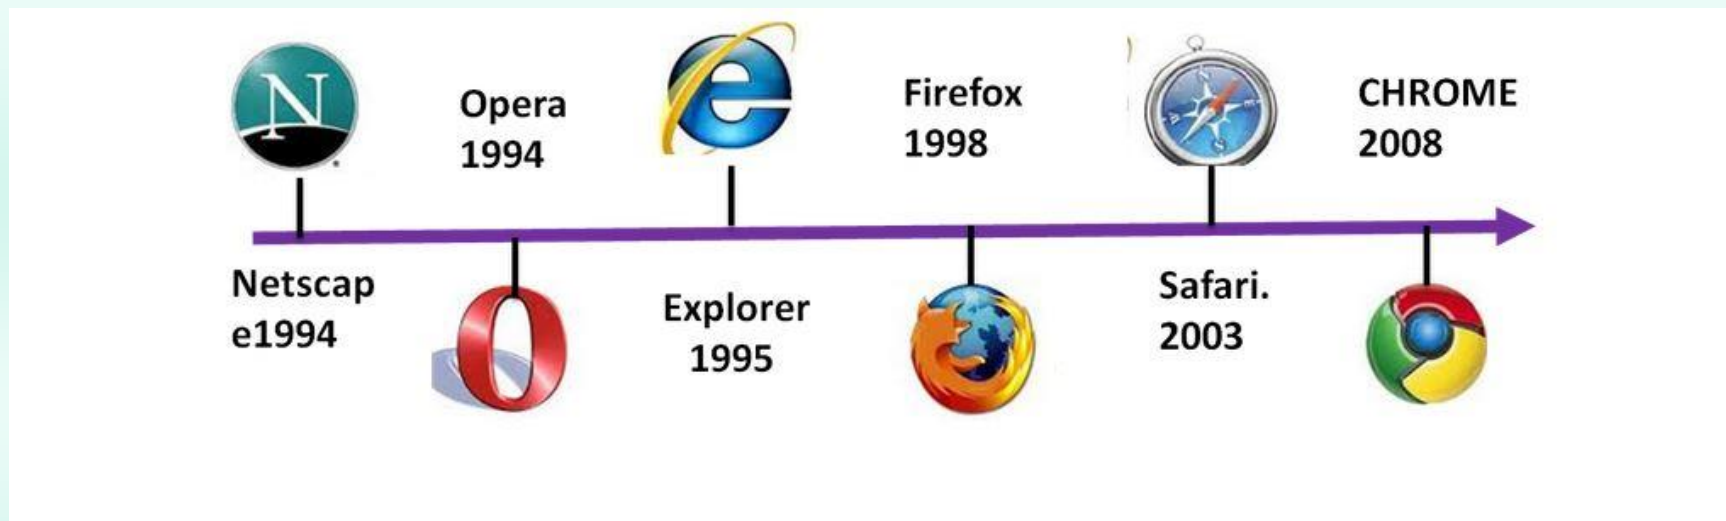 N
Netscap
e1994
Opera
1994
Explorer
1995
Firefox
1998
Safari.
2003
CHROME
2008